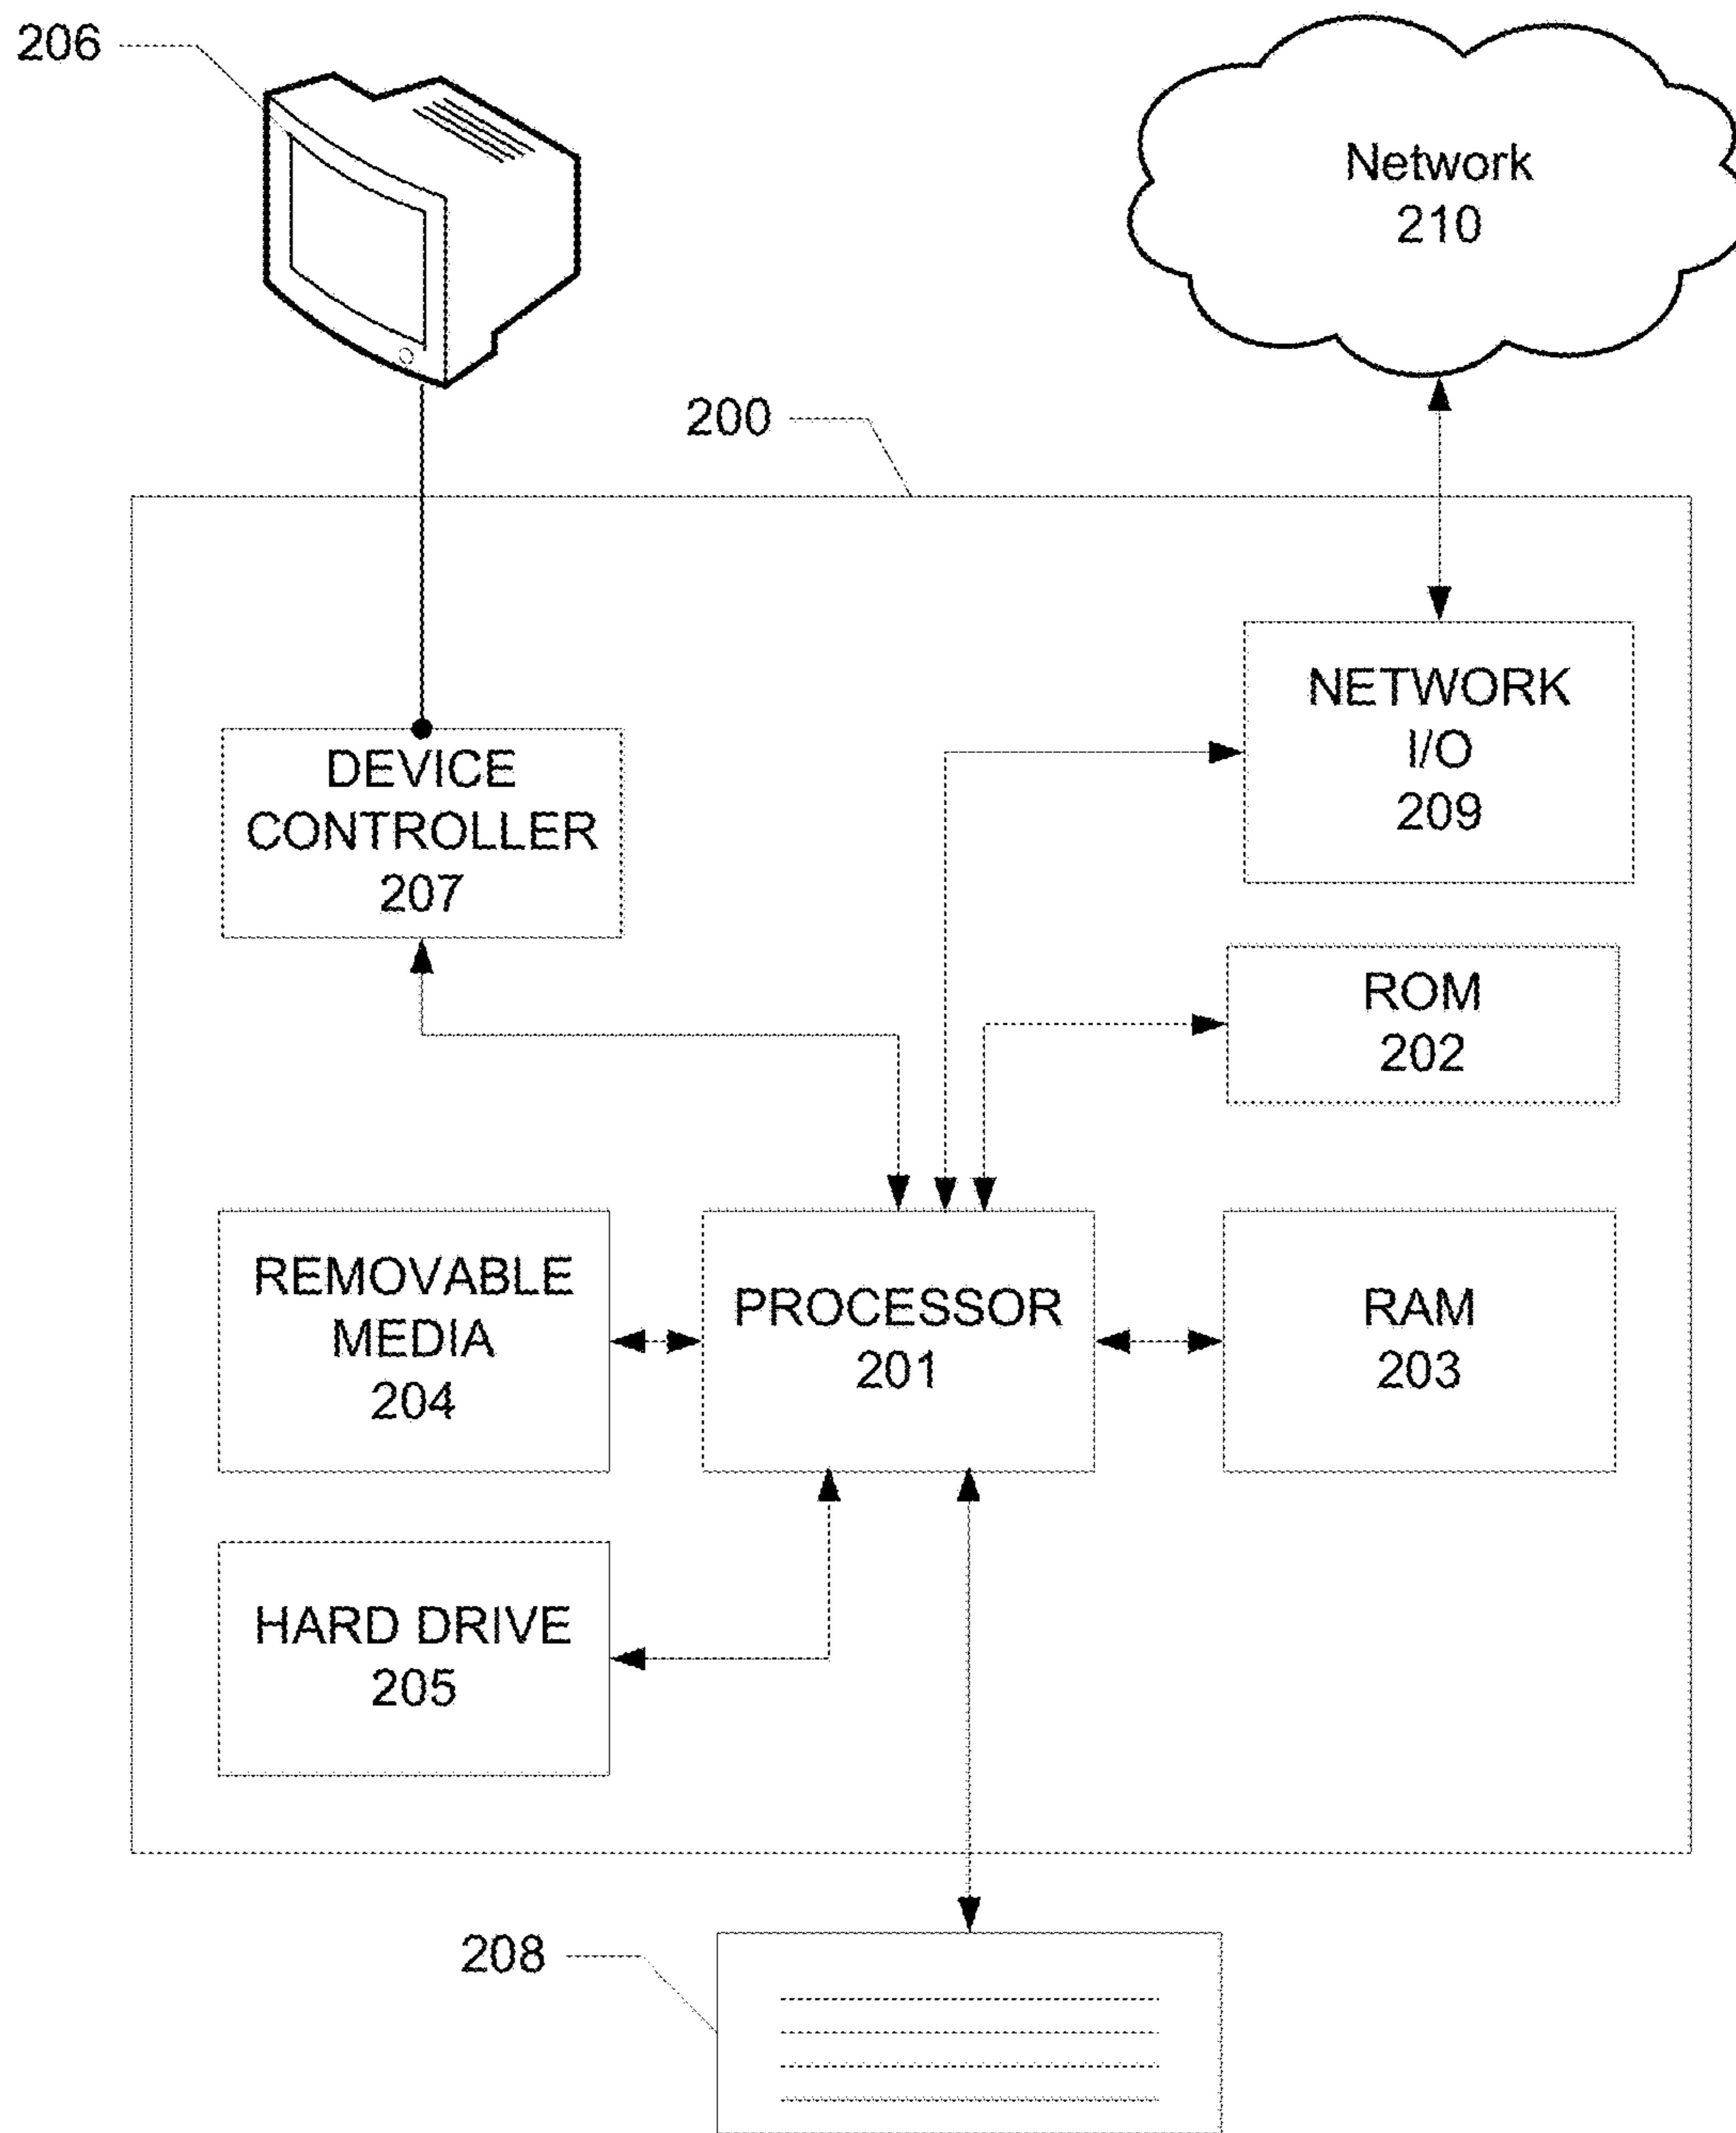 206
Network
210
200
NETWORK
I/O
209
DEVICE
CONTROLLER
207
ROM
202
REMOVABLE
MEDIA
204
PROCESSOR
201
RAM
203
HARD DRIVE
205
208